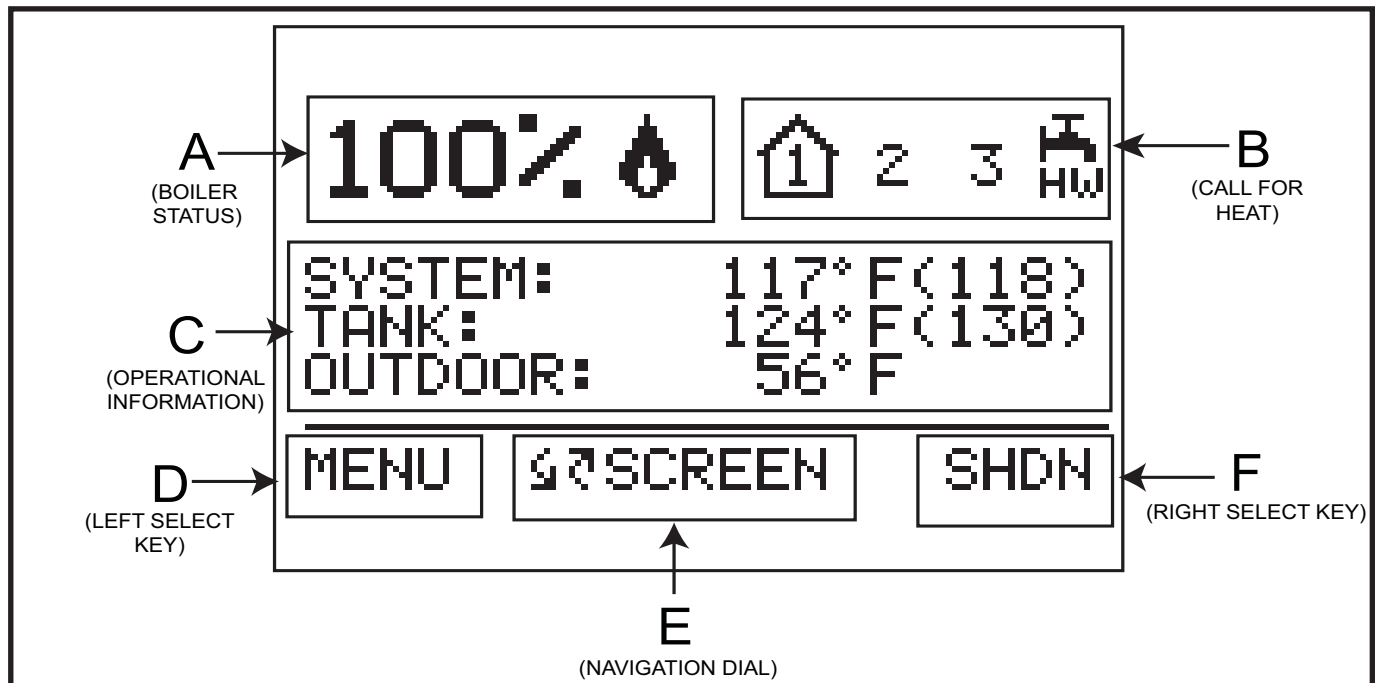 100%
1 2 3 HW
A
(BOILER
STATUS)
B
(CALL FOR
HEAT)
SYSTEM: 117°F(118)
TANK: 124°F(130)
OUTDOOR: 56°F
C
(OPERATIONAL
INFORMATION)
MENU SCREEN SHDN
D
(LEFT SELECT
KEY)
F
(RIGHT SELECT KEY)
E
(NAVIGATION DIAL)